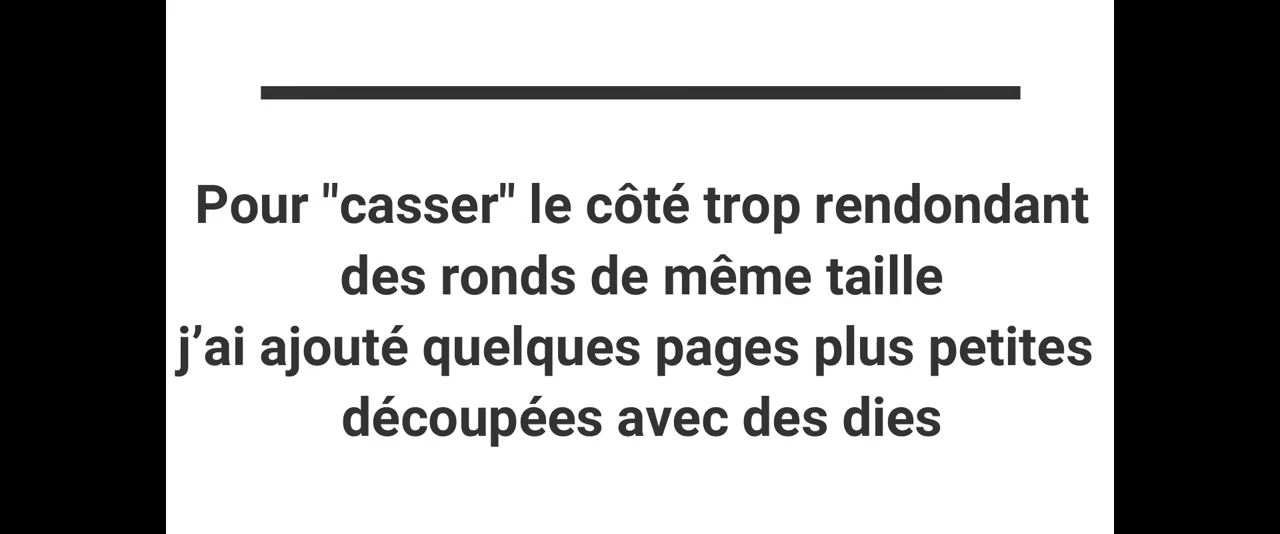 Pour "casser" le côté trop rendondant
des ronds de même taille
j’ai ajouté quelques pages plus petites
découpées avec des dies